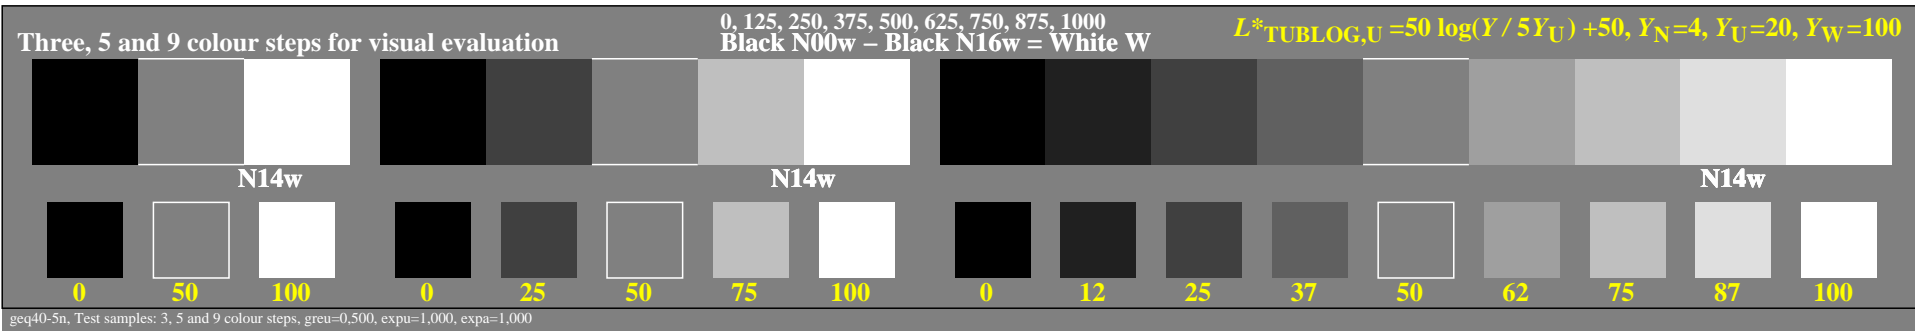 Three, 5 and 9 colour steps for visual evaluation
0, 125, 250, 375, 500, 625, 750, 875, 1000
Black N00w – Black N16w = White W
L*TUBLOG,U =50 log(Y / 5YU) +50, YN=4, YU=20, YW=100
N14w N14w N14w
0 50 100 0 25 50 75 100 0 12 25 37 50 62 75 87 100
geq40-5n, Test samples: 3, 5 and 9 colour steps, greu=0,500, expu=1,000, expa=1,000